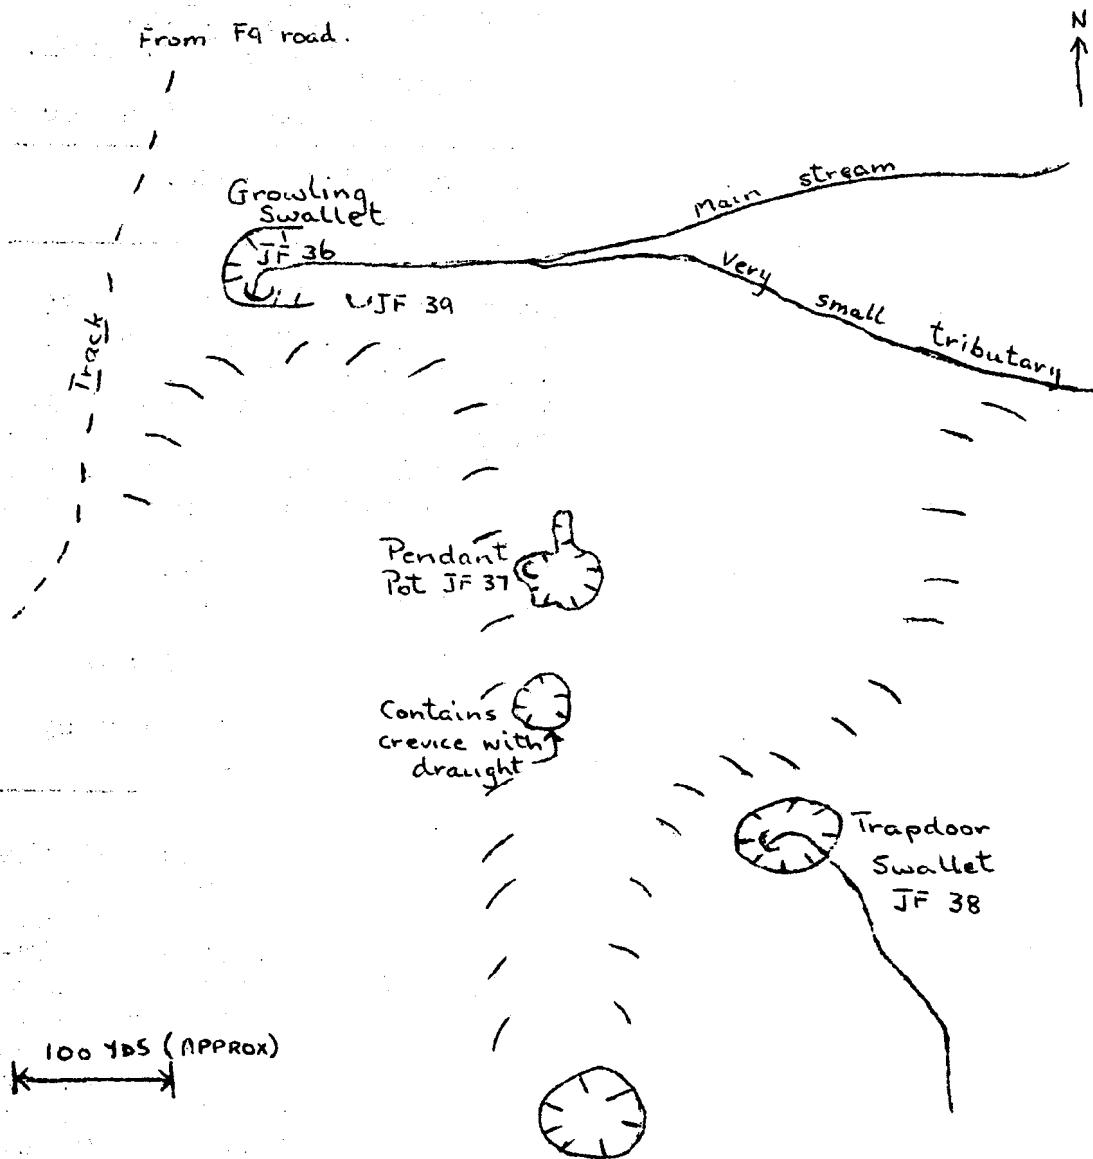 From F9 road.
N
Main stream
Growling
Swallet
JF 36
JF 39
very small tributary
Track
Pendant
Pot JF 37
Contains
crevice with
draught
Trapdoor
Swallet
JF 38
100 YDS (APPROX)